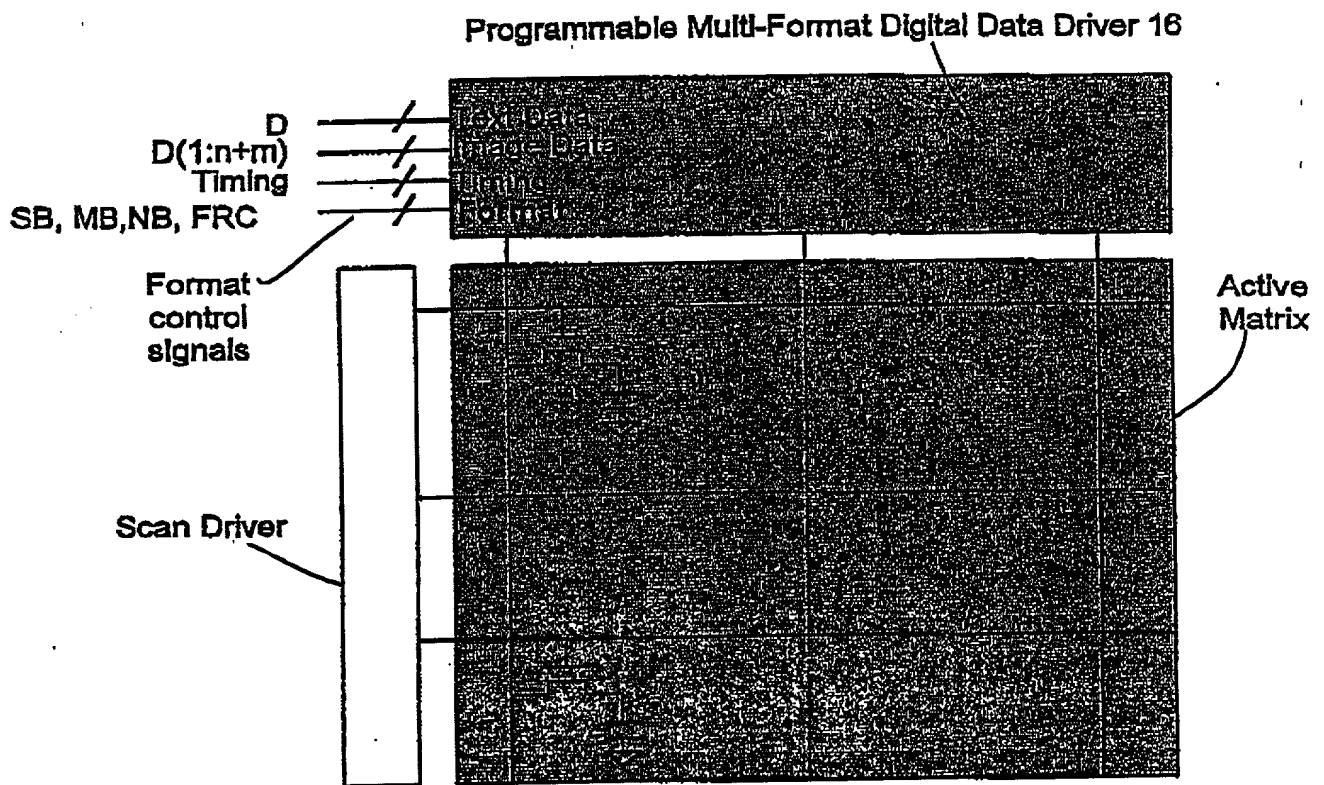 Programmable Multi-Format Digital Data Driver 16
D
Text Data
D(1:n+m)
Image Data
Timing
Timing
SB, MB,NB, FRC
Format
Format
control
signals
Active
Matrix
Scan Driver